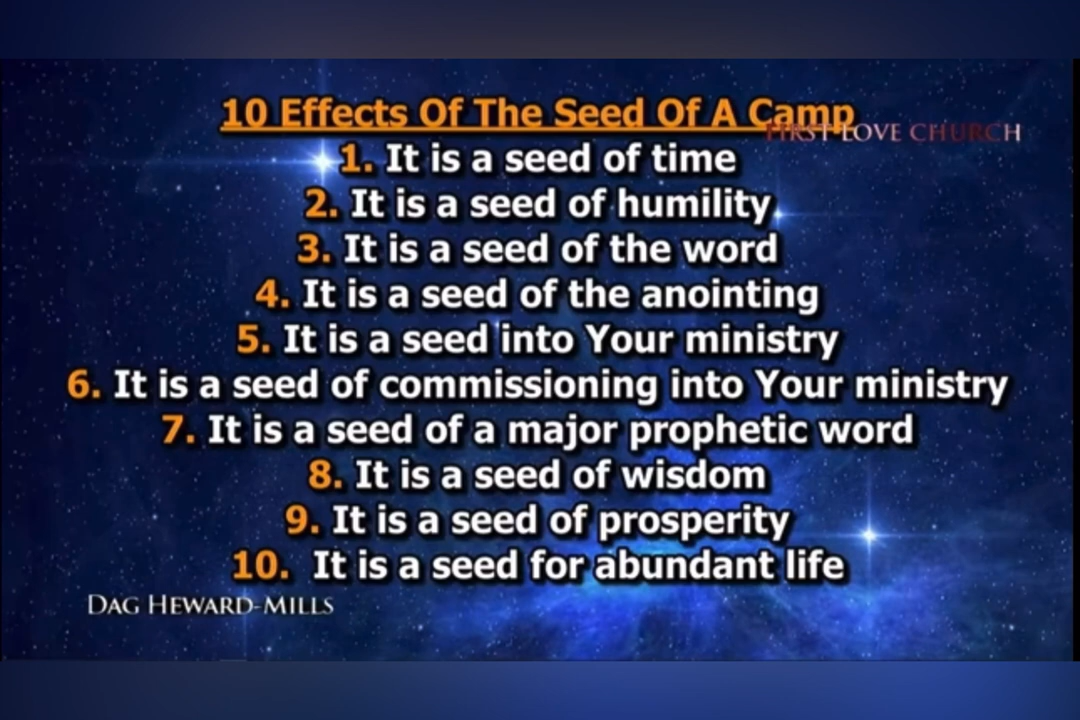 10 Effects Of The Seed Of A Camp
FIRST LOVE CHURCH
1. It is a seed of time
2. It is a seed of humility
3. It is a seed of the word
4. It is a seed of the anointing
5. It is a seed into Your ministry
6. It is a seed of commissioning into Your ministry
7. It is a seed of a major prophetic word
8. It is a seed of wisdom
9. It is a seed of prosperity
10. It is a seed for abundant life
DAG HEWARD-MILLS